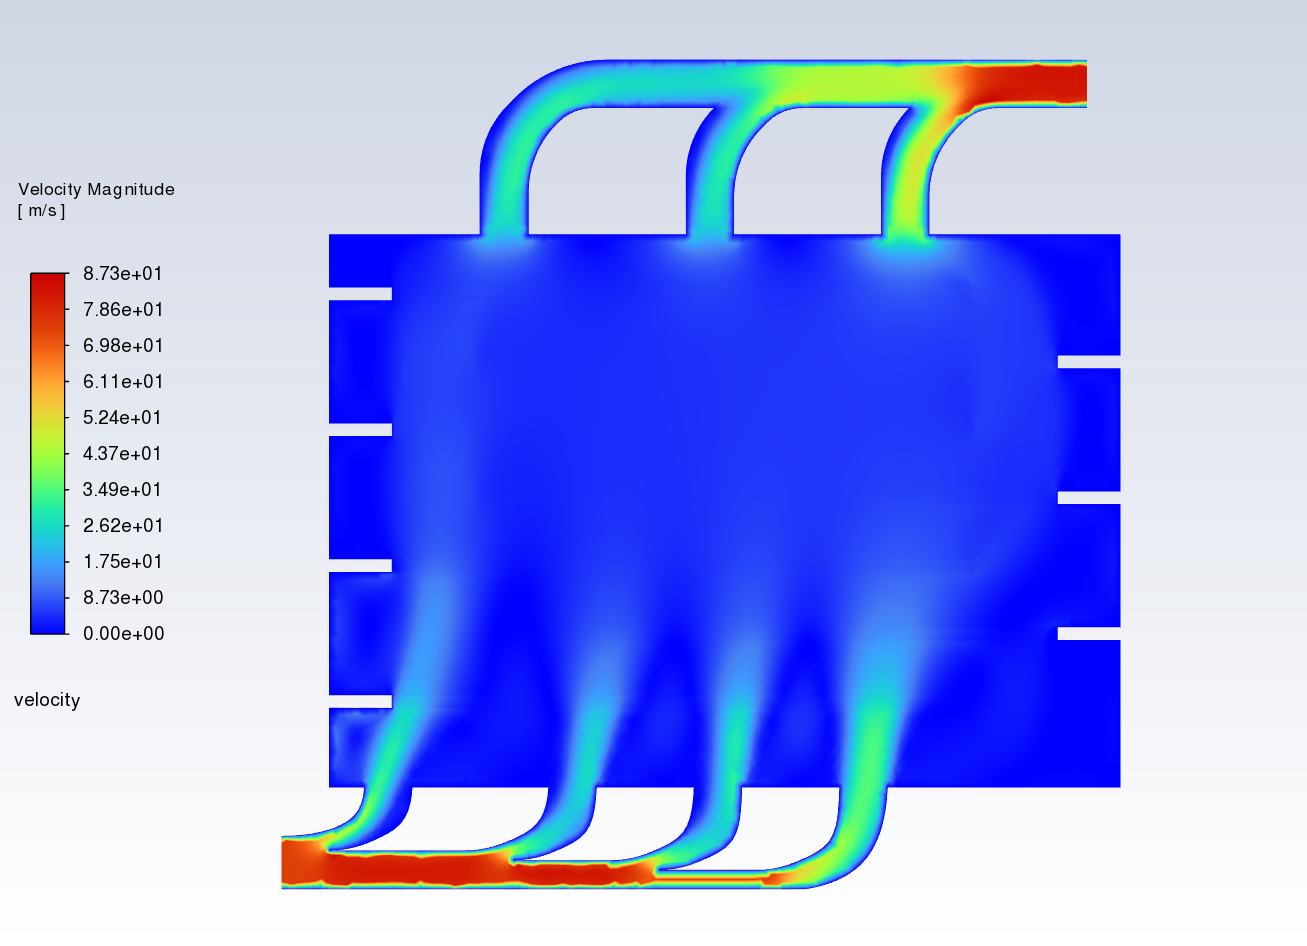 Velocity Magnitude
[ m/s ]
8.73e+01
7.86e+01
6.98e+01
6.11e+01
5.24e+01
4.37e+01
3.49e+01
2.62e+01
1.75e+01
8.73e+00
0.00e+00
velocity